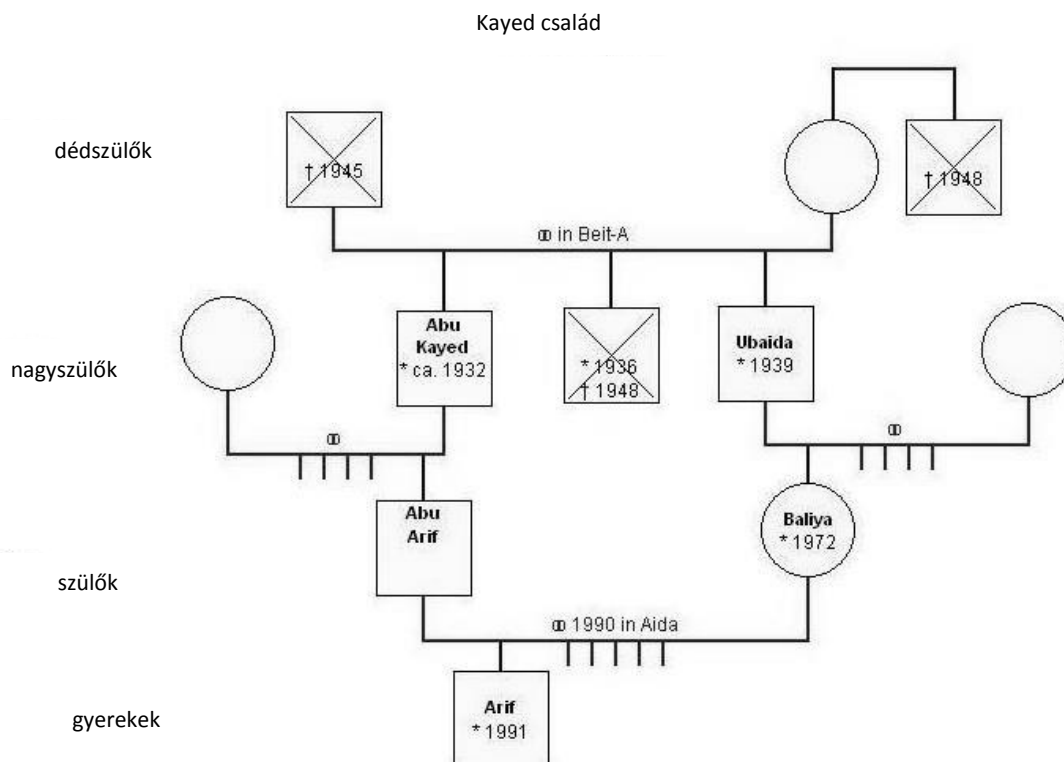 Kayed család
dédszülők
† 1945
† 1948
ꝏ in Beit-A
nagyszülők
Abu
Kayed
* ca. 1932
* 1936
† 1948
Ubaida
* 1939
ꝏ
ꝏ
szülők
Abu
Arif
Baliya
* 1972
ꝏ 1990 in Aida
gyerekek
Arif
* 1991